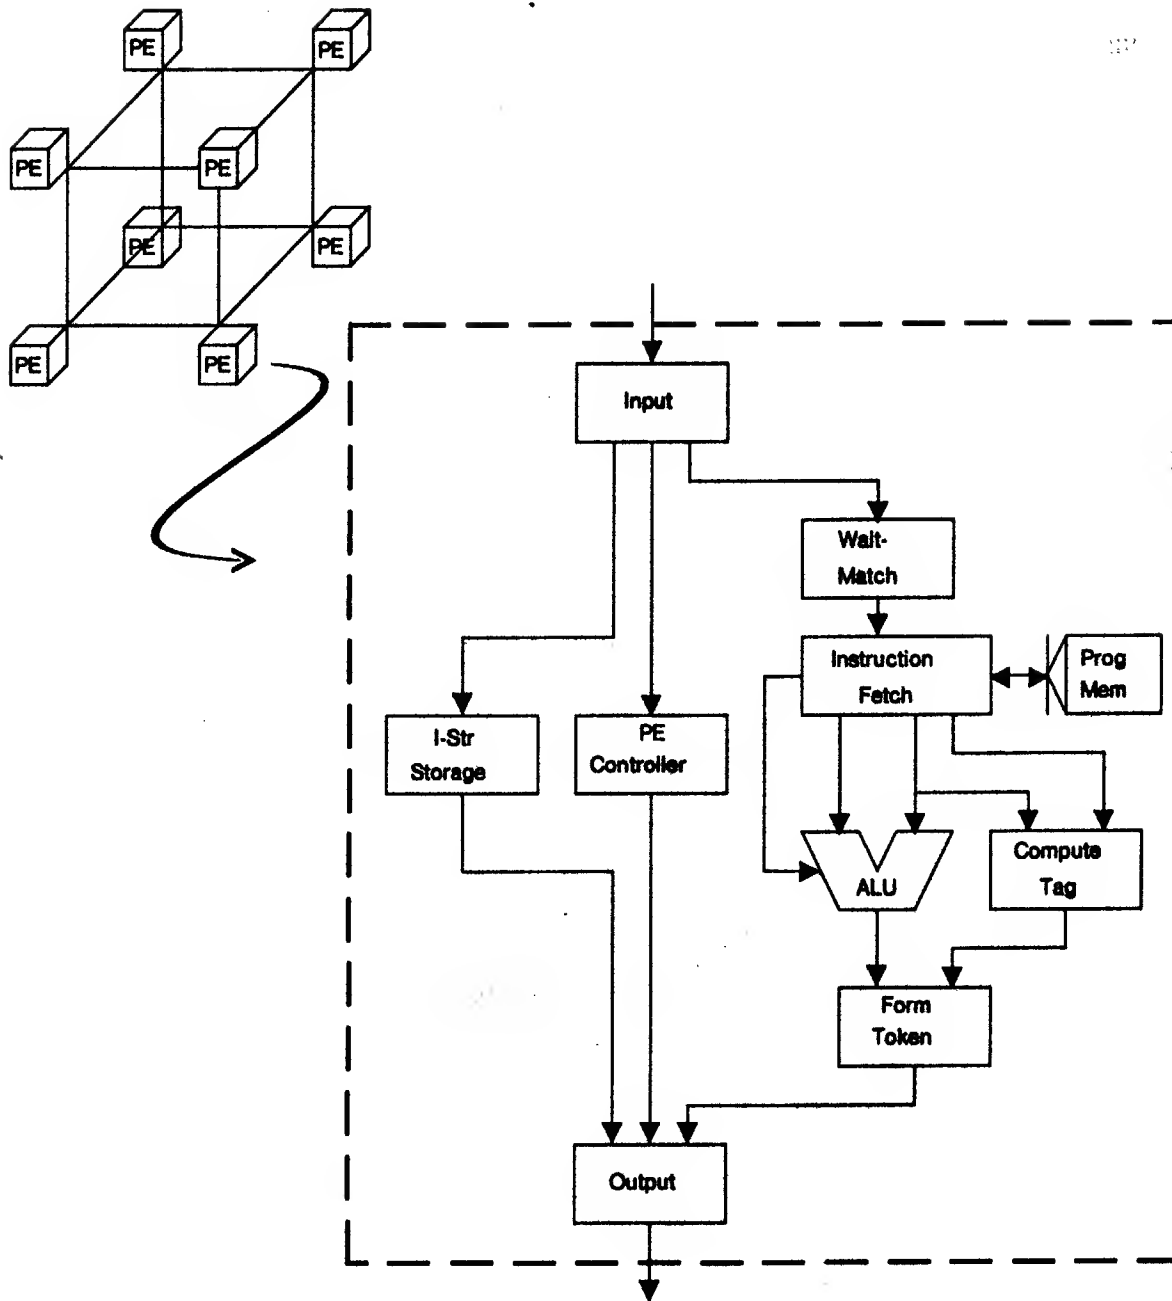 PE
PE
PE
PE
PE
PE
PE
PE
Input
Wait-
Match
Instruction
Fetch
Prog
Mem
I-Str
Storage
PE
Controller
ALU
Compute
Tag
Form
Token
Output